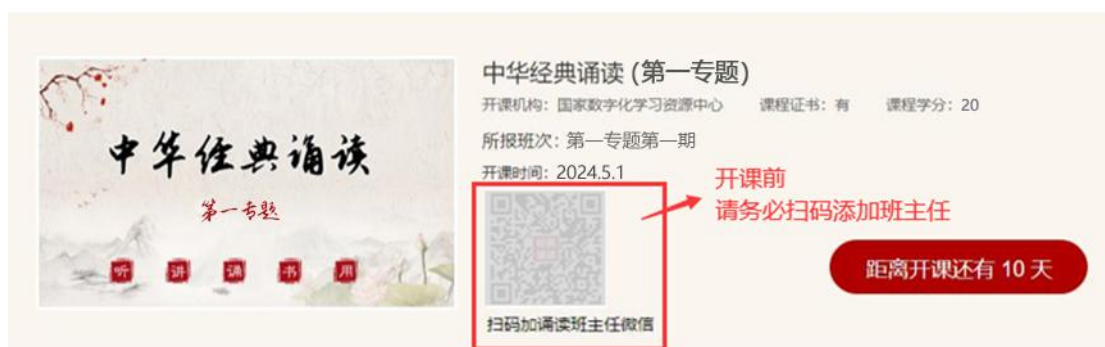 中华经典诵读
第一专题
听 讲 诵 书 用
中华经典诵读 (第一专题)
开课机构：国家数字化学习资源中心 课程证书：有 课程学分：20
所报班次：第一专题第一期
开课时间：2024.5.1
开课前
请务必扫码添加班主任
距离开课还有 10 天
扫码加诵读班主任微信